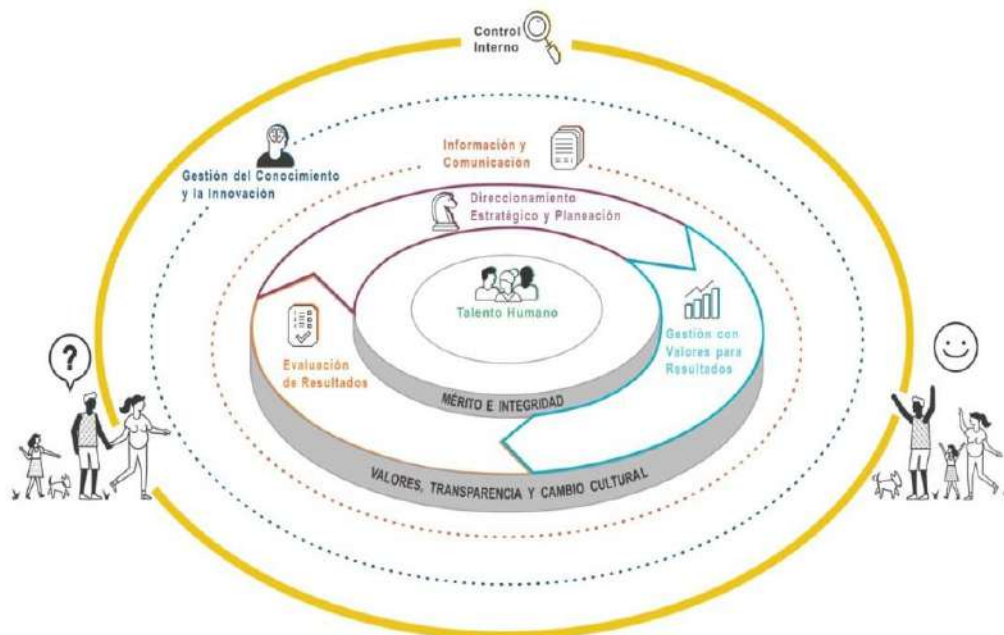 Control
Interno
Gestión del Conocimiento
y la Innovación
Información y
Comunicación
Direccionamiento
Estratégico y Planeación
Talento Humano
Gestión con
Valores para
Resultados
Evaluación
de Resultados
MÉRITO E INTEGRIDAD
VALORES, TRANSPARENCIA Y CAMBIO CULTURAL
?